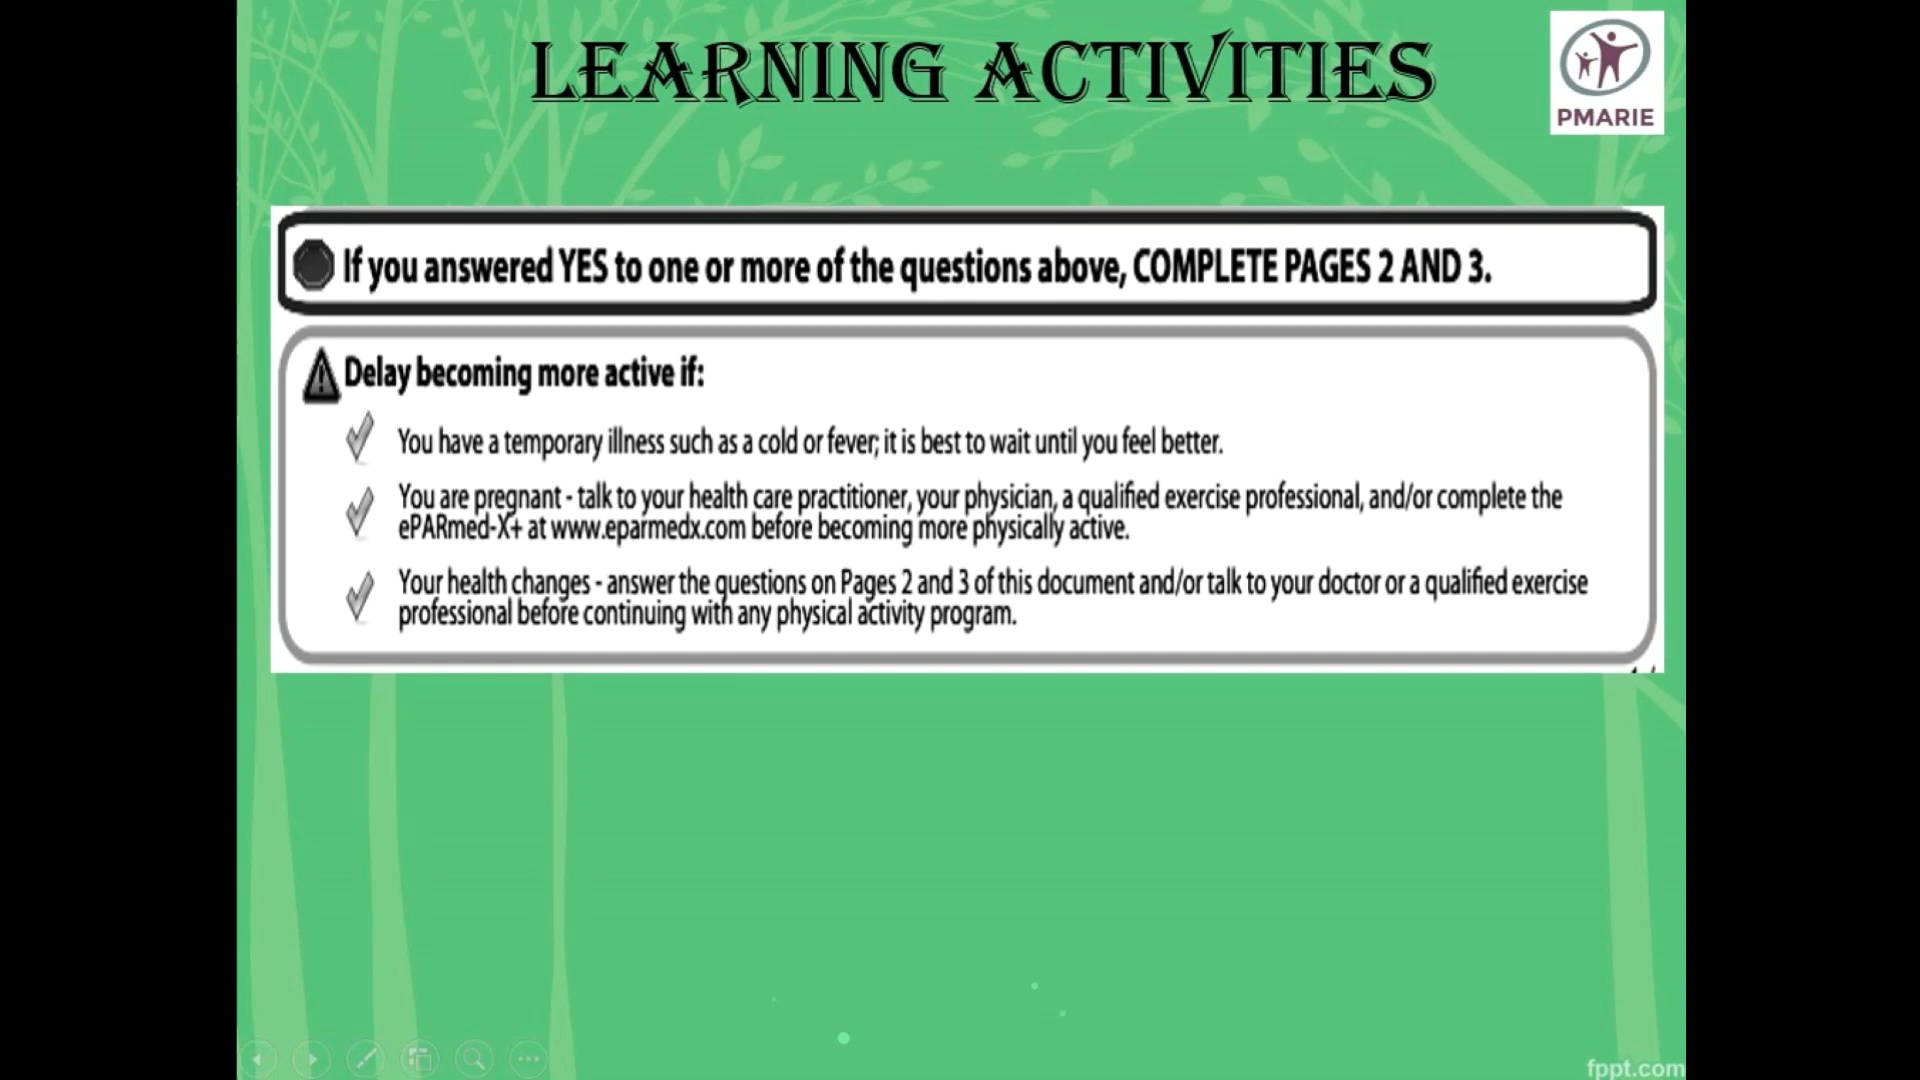 LEARNING ACTIVITIES
PMARIE
If you answered YES to one or more of the questions above, COMPLETE PAGES 2 AND 3.
Delay becoming more active if:
You have a temporary illness such as a cold or fever; it is best to wait until you feel better.
You are pregnant - talk to your health care practitioner, your physician, a qualified exercise professional, and/or complete the
ePARmed-X+ at www.eparmedx.com before becoming more physically active.
Your health changes - answer the questions on Pages 2 and 3 of this document and/or talk to your doctor or a qualified exercise
professional before continuing with any physical activity program.
fppt.com